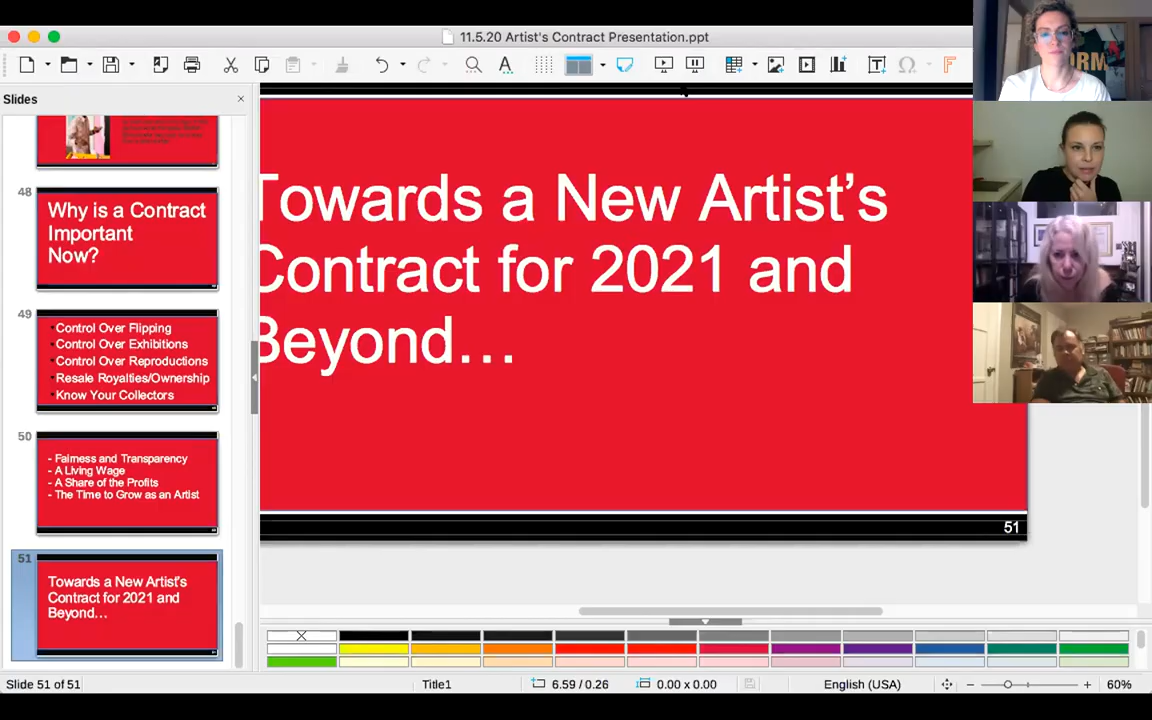 11.5.20 Artist's Contract Presentation.ppt
Slides
48
Why is a Contract
Important
Now?
49
Control Over Flipping
Control Over Exhibitions
Control Over Reproductions
Resale Royalties/Ownership
Know Your Collectors
50
- Fairness and Transparency
- A Living Wage
- A Share of the Profits
- The Time to Grow as an Artist
51
Towards a New Artist's
Contract for 2021 and
Beyond...
Towards a New Artist’s
Contract for 2021 and
Beyond…
51
Slide 51 of 51
Title1
6.59 / 0.26
0.00 x 0.00
English (USA)
60%